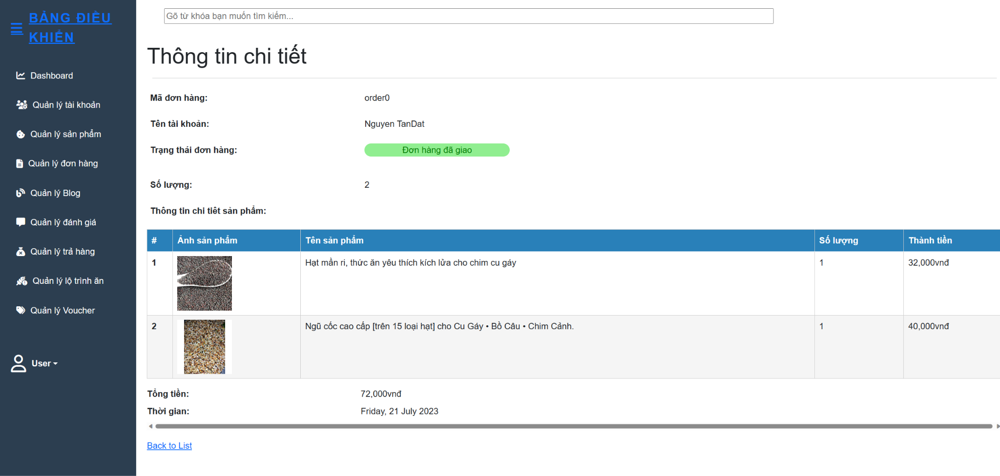 BẢNG ĐIỀU
KHIỂN
Dashboard
Quản lý tài khoản
Quản lý sản phẩm
Quản lý đơn hàng
Quản lý Blog
Quản lý đánh giá
Quản lý trả hàng
Quản lý lộ trình ăn
Quản lý Voucher
User
Gõ từ khóa bạn muốn tìm kiếm...
Thông tin chi tiết
Mã đơn hàng: order0
Tên tài khoản: Nguyen TanDat
Trạng thái đơn hàng: Đơn hàng đã giao
Số lượng: 2
Thông tin chi tiêt sản phẩm:
# Ảnh sản phẩm Tên sản phẩm Số lượng Thành tiền
1 Hạt mần ri, thức ăn yêu thích kích lửa cho chim cu gáy 1 32,000vnđ
2 Ngũ cốc cao cấp [trên 15 loại hạt] cho Cu Gáy • Bồ Câu • Chim Cảnh. 1 40,000vnđ
Tổng tiền: 72,000vnđ
Thời gian: Friday, 21 July 2023
Back to List